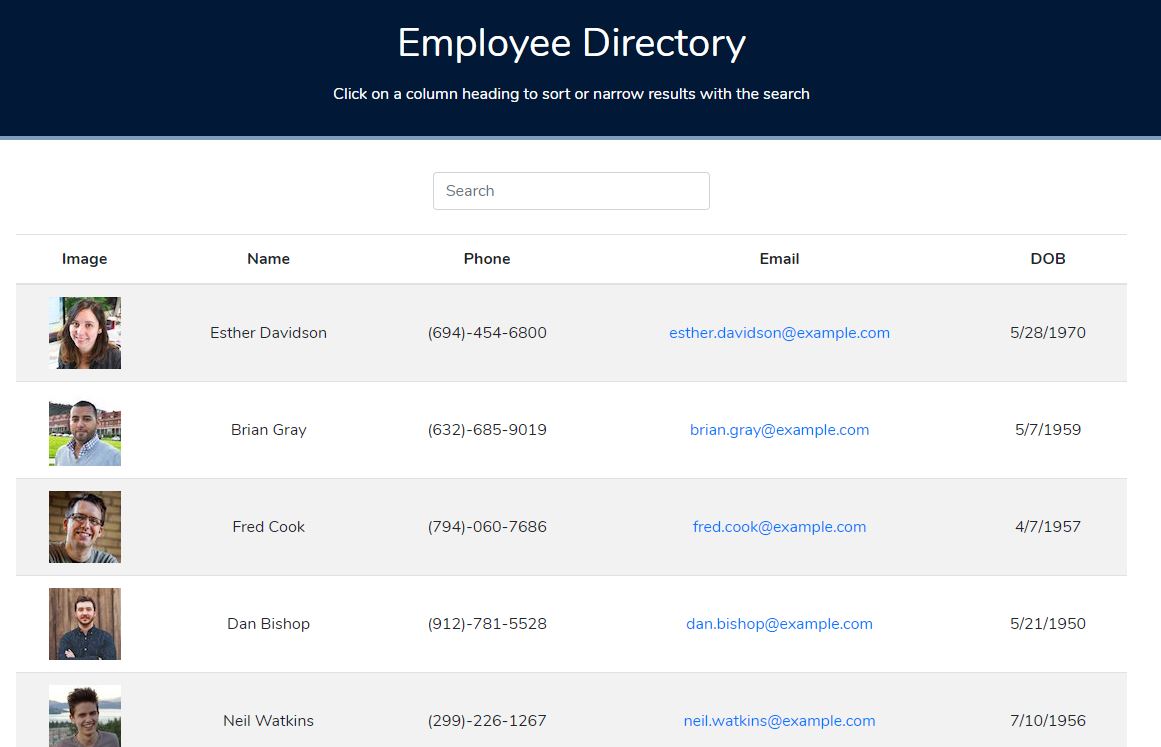 Employee Directory
Click on a column heading to sort or narrow results with the search
Search
Image Name Phone Email DOB
Esther Davidson (694)-454-6800 esther.davidson@example.com 5/28/1970
Brian Gray (632)-685-9019 brian.gray@example.com 5/7/1959
Fred Cook (794)-060-7686 fred.cook@example.com 4/7/1957
Dan Bishop (912)-781-5528 dan.bishop@example.com 5/21/1950
Neil Watkins (299)-226-1267 neil.watkins@example.com 7/10/1956